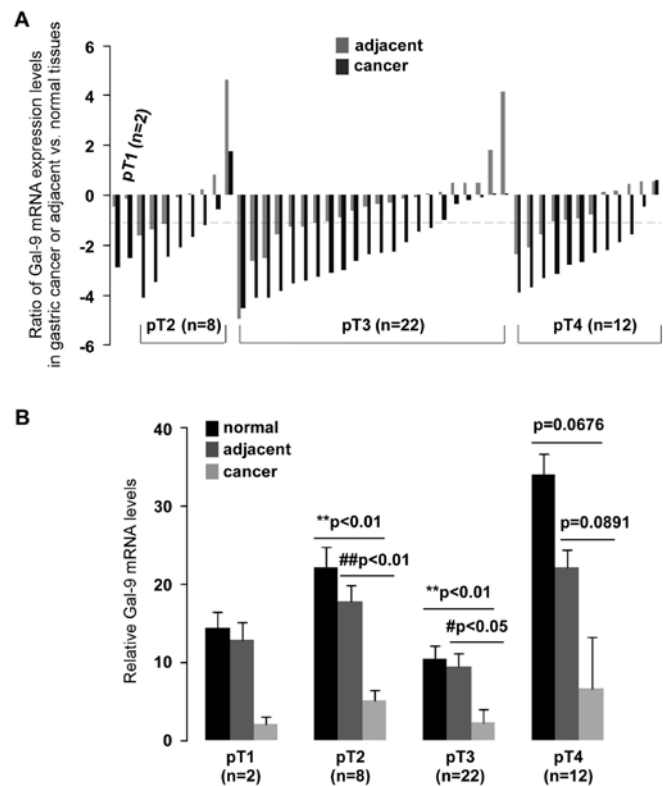 A
6
4
2
0
-2
-4
-6
Ratio of Gal-9 mRNA expression levels
in gastric cancer or adjacent vs. normal tissues
adjacent
cancer
pT1 (n=2)
pT2 (n=8)
pT3 (n=22)
pT4 (n=12)
B
40
30
20
10
0
Relative Gal-9 mRNA levels
normal
adjacent
cancer
**p<0.01
##p<0.01
**p<0.01
#p<0.05
p=0.0676
p=0.0891
pT1 pT2 pT3 pT4
(n=2) (n=8) (n=22) (n=12)